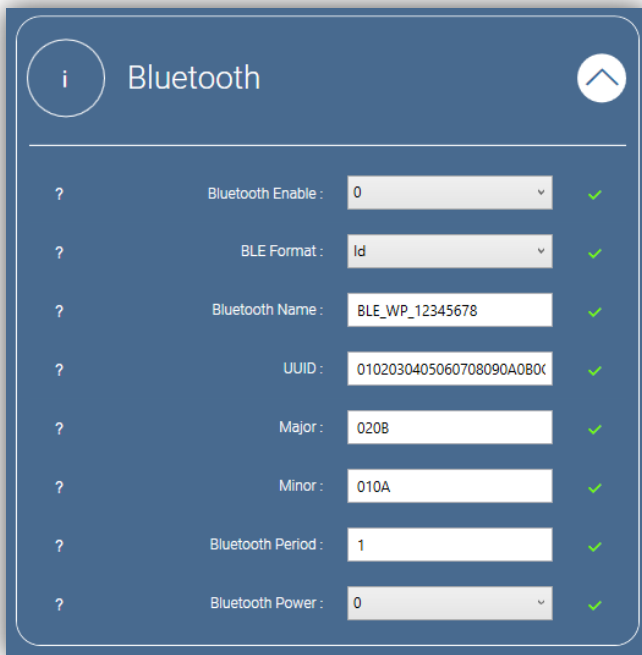 i Bluetooth
? Bluetooth Enable : 0
? BLE Format : Id
? Bluetooth Name : BLE_WP_12345678
? UUID : 0102030405060708090A0B0
? Major : 020B
? Minor : 010A
? Bluetooth Period : 1
? Bluetooth Power : 0